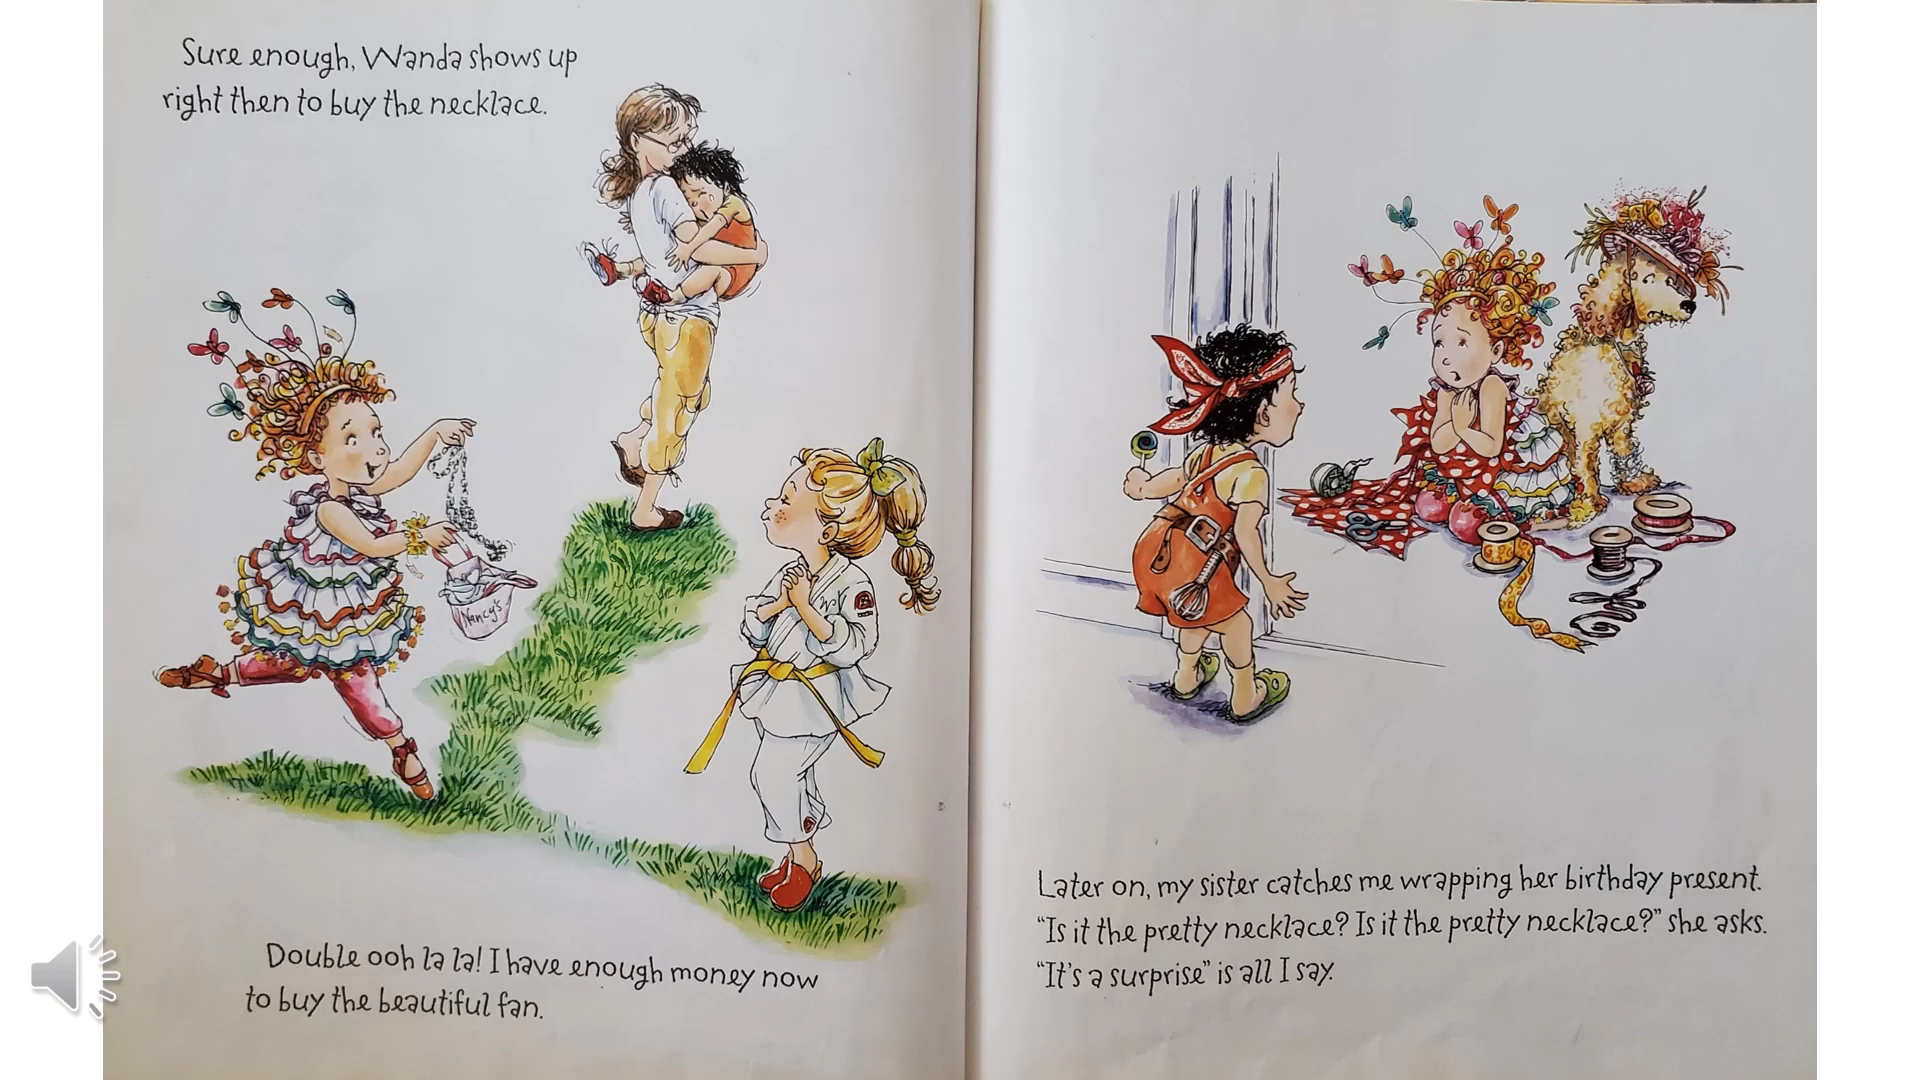 Sure enough, Wanda shows up
right then to buy the necklace.
Nancy's
Double ooh la la! I have enough money now
to buy the beautiful fan.
Later on, my sister catches me wrapping her birthday present.
“Is it the pretty necklace? Is it the pretty necklace?” she asks.
“It's a surprise” is all I say.